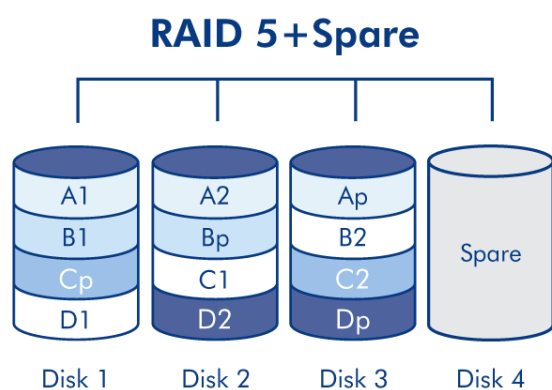 RAID 5+Spare
A1 A2 Ap
B1 Bp B2 Spare
Cp C1 C2
D1 D2 Dp
Disk 1 Disk 2 Disk 3 Disk 4